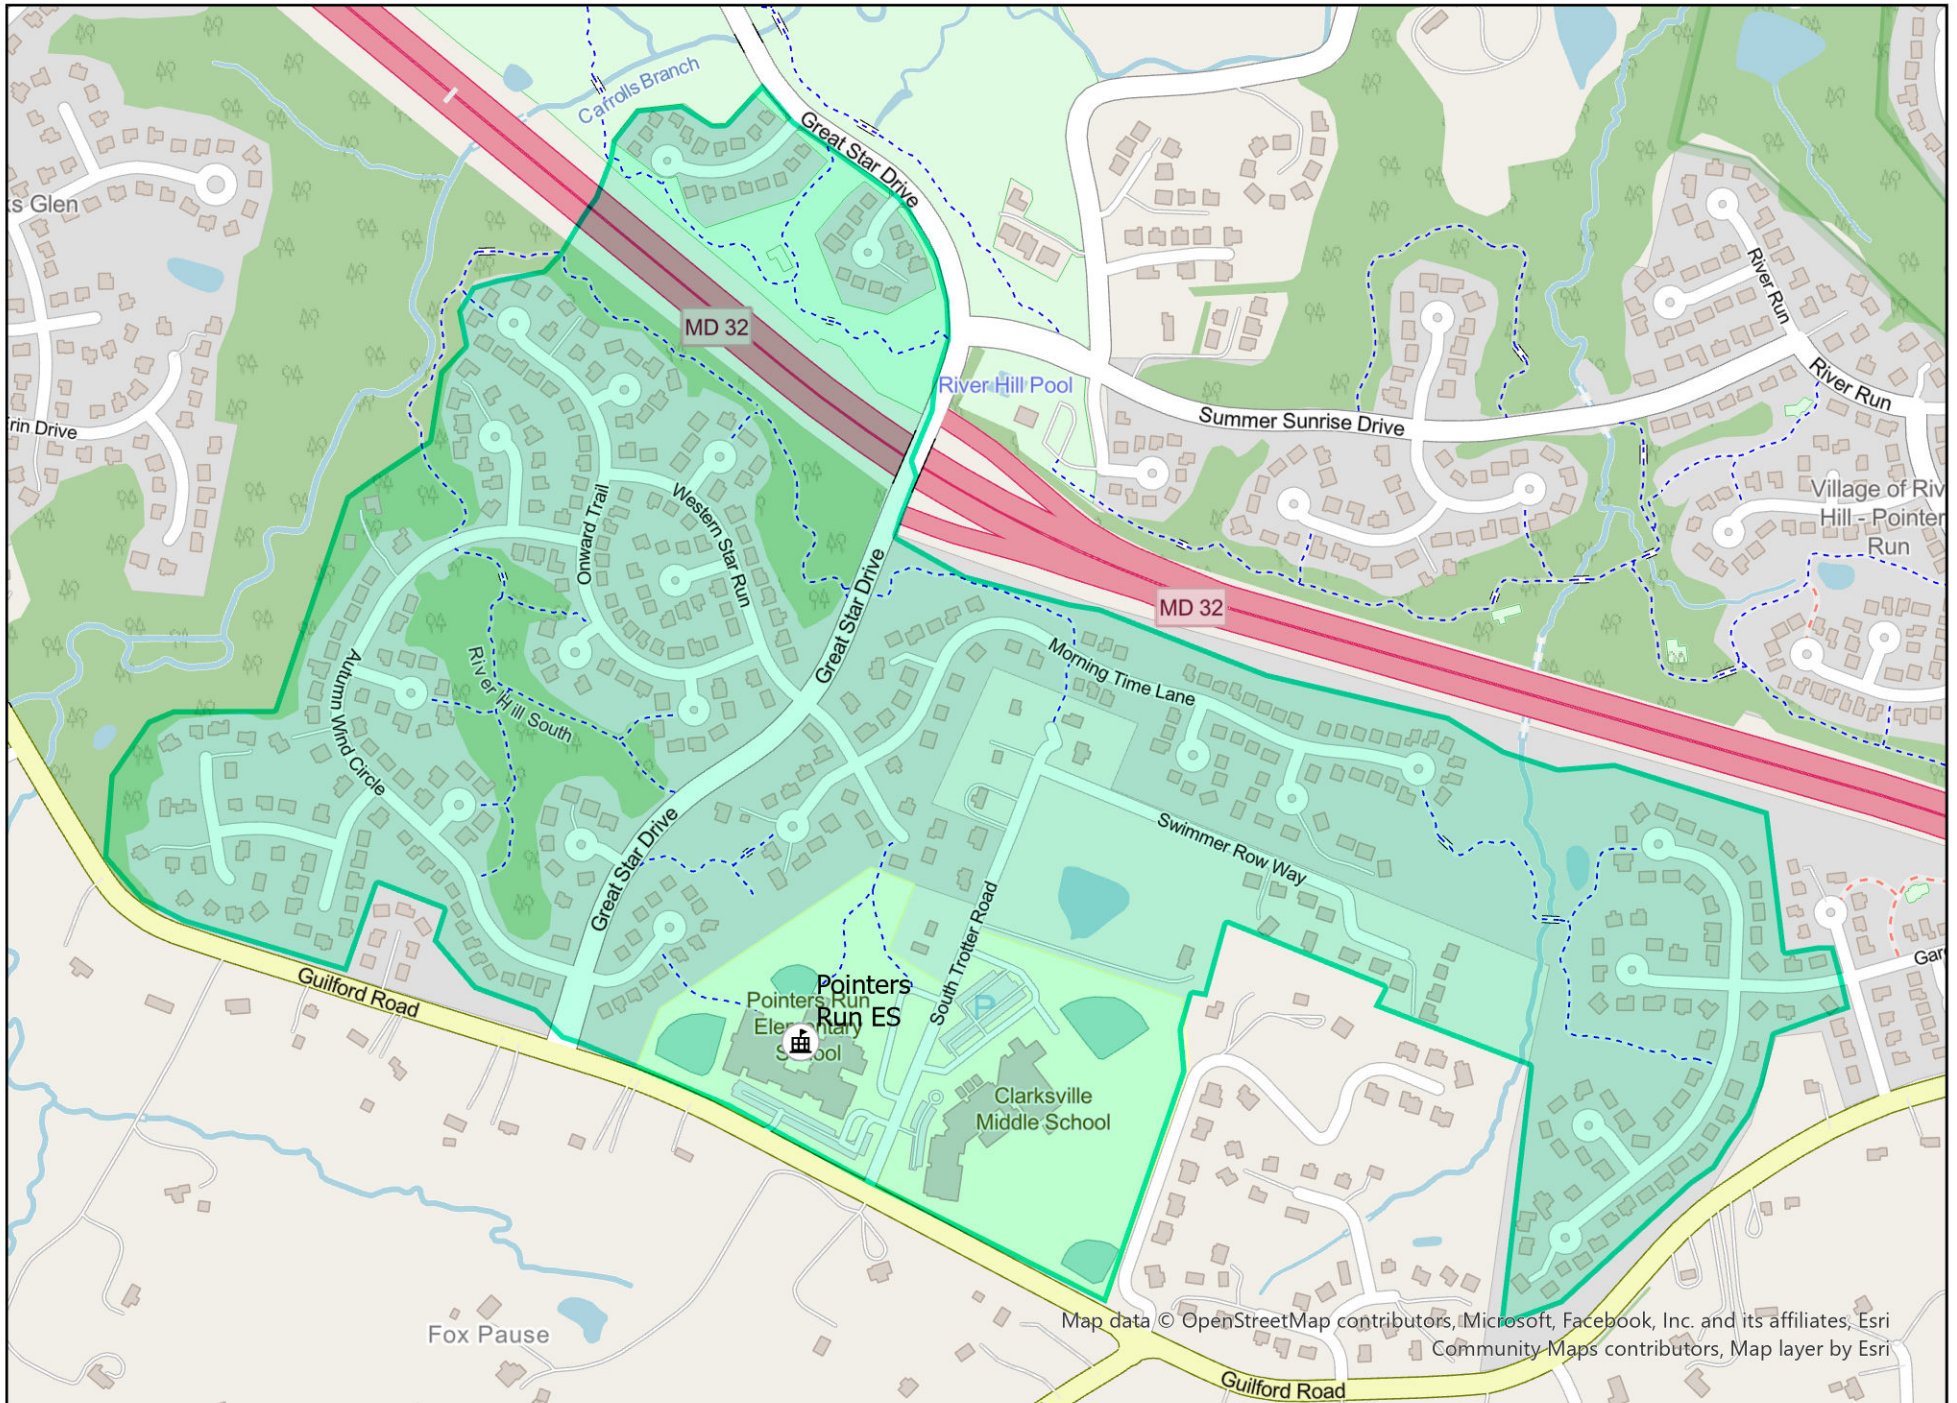 Carrolls Branch
Great Star Drive
ks Glen
River Run
MD 32
River Hill Pool
River Run
Summer Sunrise Drive
rin Drive
Village of Riv
Hill - Pointer
Run
Onward Trail
Western Star Run
Great Star Drive
MD 32
Morning Time Lane
River Hill South
Autumn Wind Circle
Great Star Drive
Swimmer Row Way
South Trotter Road
Gar
Guilford Road
Pointers
Run ES
Pointers Run
Elementary
School
P
Clarksville
Middle School
Fox Pause
Map data © OpenStreetMap contributors, Microsoft, Facebook, Inc. and its affiliates, Esri
Community Maps contributors, Map layer by Esri
Guilford Road